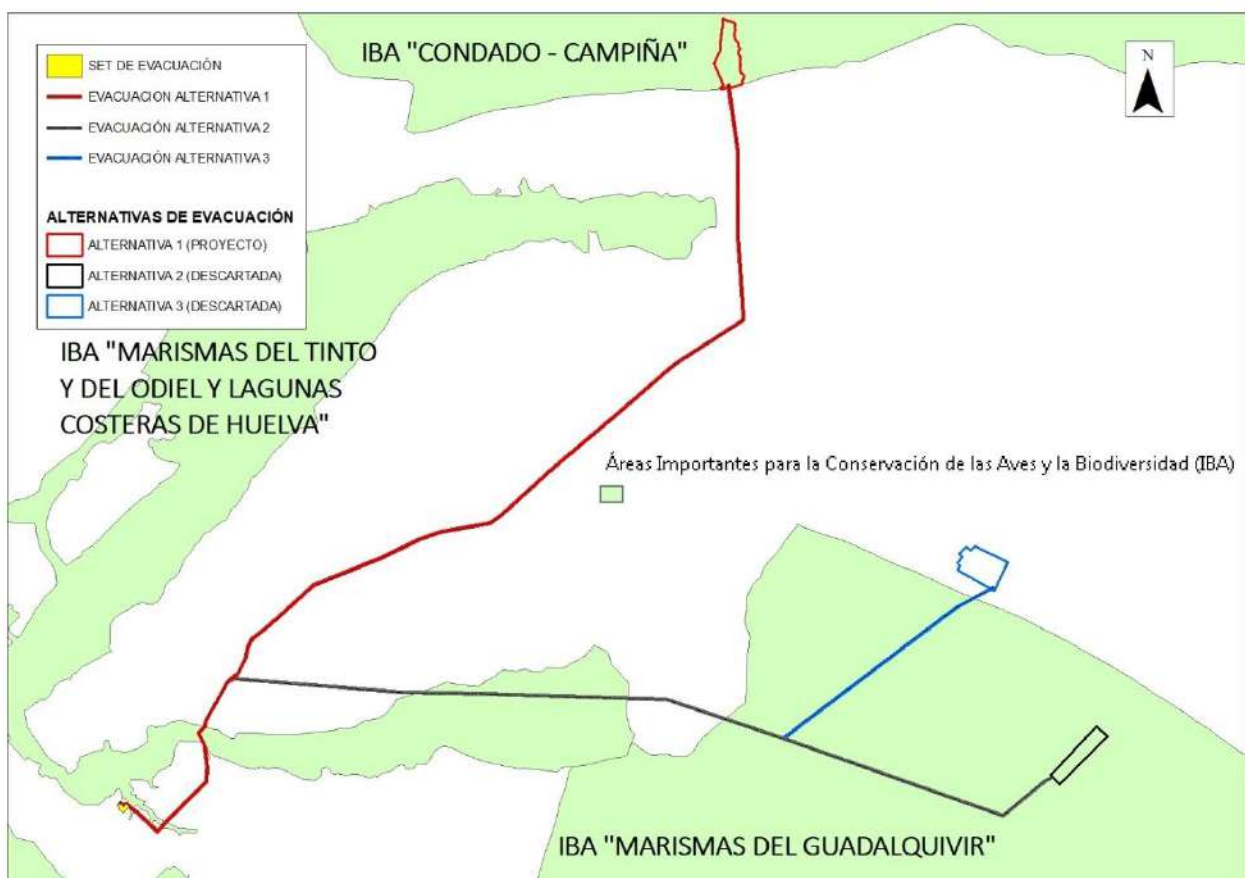 IBA "CONDADO - CAMPIÑA"
N
SET DE EVACUACIÓN
EVACUACION ALTERNATIVA 1
EVACUACIÓN ALTERNATIVA 2
EVACUACIÓN ALTERNATIVA 3
ALTERNATIVAS DE EVACUACIÓN
ALTERNATIVA 1 (PROYECTO)
ALTERNATIVA 2 (DESCARTADA)
ALTERNATIVA 3 (DESCARTADA)
IBA "MARISMAS DEL TINTO
Y DEL ODIEL Y LAGUNAS
COSTERAS DE HUELVA"
Áreas Importantes para la Conservación de las Aves y la Biodiversidad (IBA)
IBA "MARISMAS DEL GUADALQUIVIR"